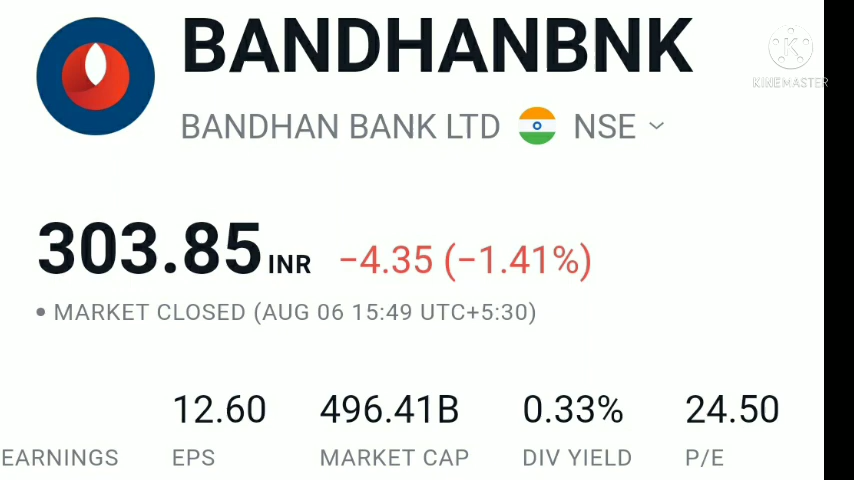 BANDHANBNK
KINEMASTER
BANDHAN BANK LTD NSE
303.85 INR −4.35 (−1.41%)
• MARKET CLOSED (AUG 06 15:49 UTC+5:30)
12.60 496.41B 0.33% 24.50
EARNINGS EPS MARKET CAP DIV YIELD P/E